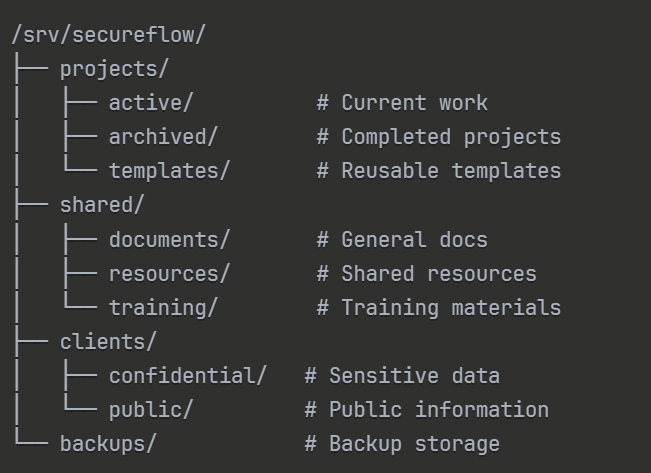 /srv/secureflow/
├── projects/
│   ├── active/          # Current work
│   ├── archived/        # Completed projects
│   └── templates/       # Reusable templates
├── shared/
│   ├── documents/       # General docs
│   ├── resources/       # Shared resources
│   └── training/        # Training materials
├── clients/
│   ├── confidential/   # Sensitive data
│   └── public/         # Public information
└── backups/            # Backup storage